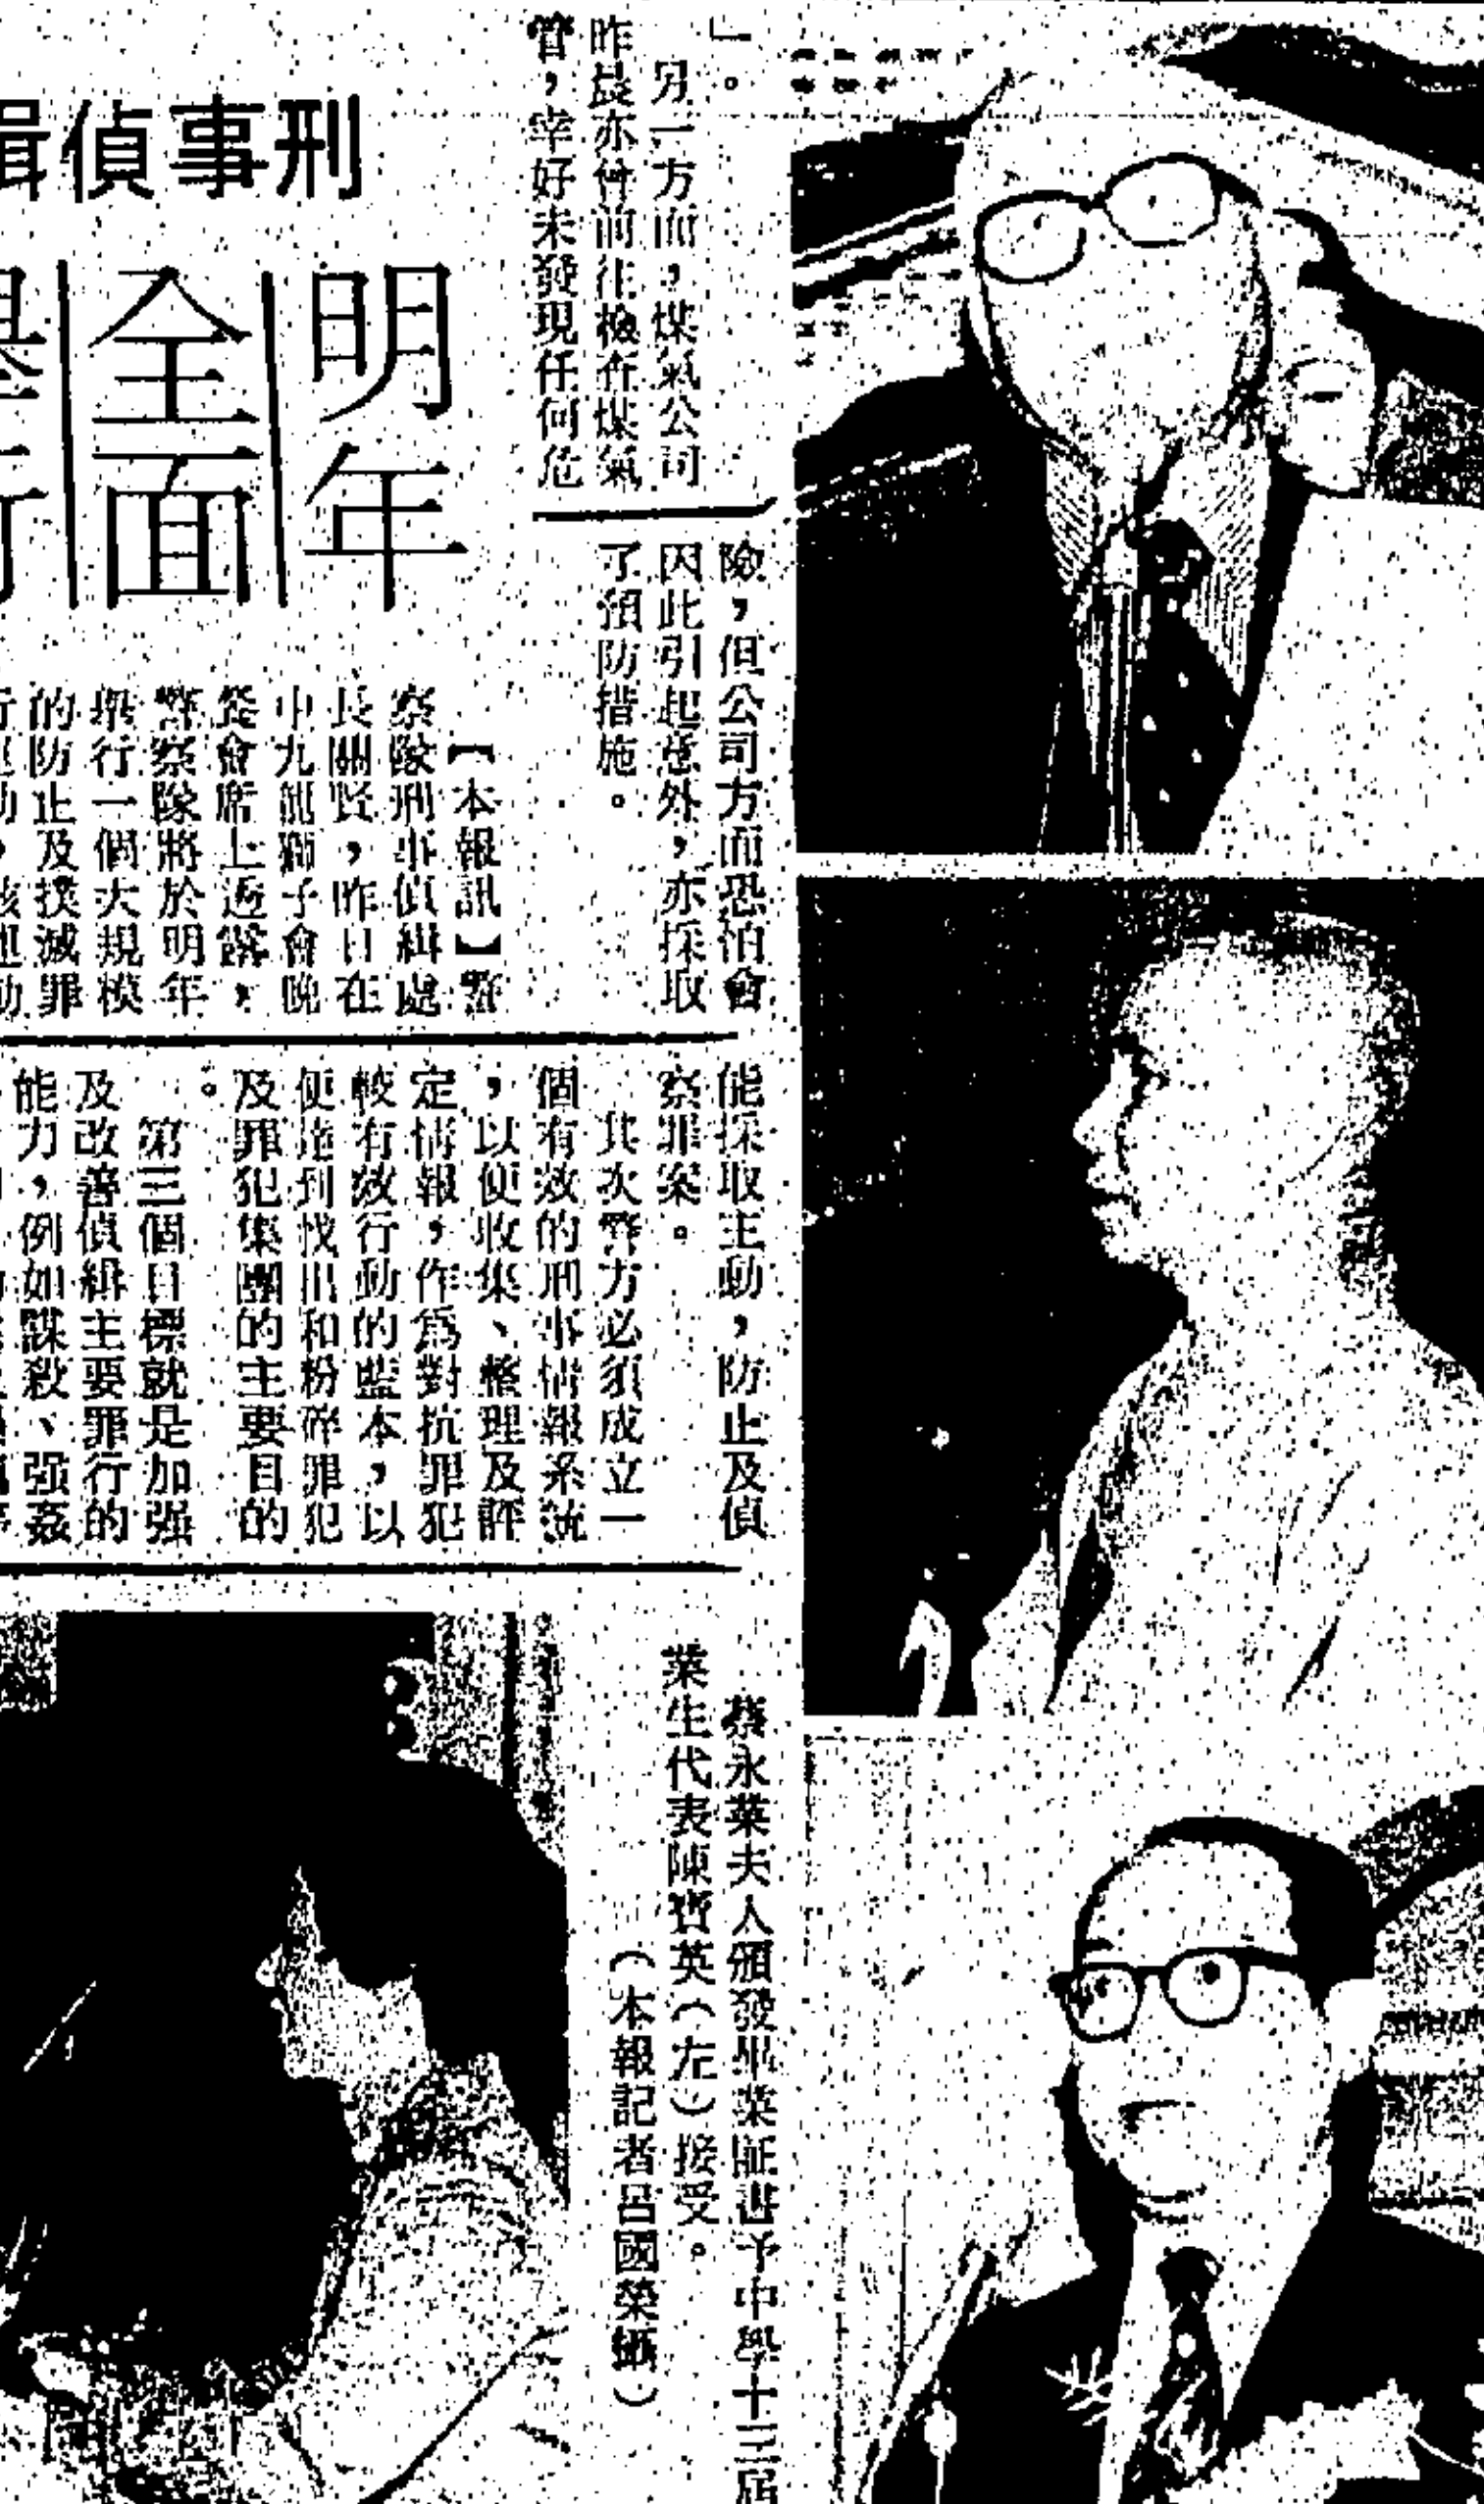 」。
另一方面，煤氣公司
昨晨亦曾前往檢查煤氣
管，幸好未發現任何危
險，但公司方面恐怕會
因此引起意外，亦採取
了預防措施。
刑事偵緝
明年
全面
【本報訊】警
察隊刑事偵緝處
長關賢，昨日在
中九龍獅子會晚
餐會席上透露，
警察隊將於明年
舉行一個大規模
的防止及撲滅罪
能採取主動，防止及偵
察罪案。
其次警方必須成立一
個有效的刑事情報系統
，以便收集、整理及評
定情報，作為對抗罪犯
較有效行動的藍本，以
便達到找出和粉碎罪犯
及罪犯集團的主要目的
。
第三個目標就是加强
及改善偵緝主要罪行的
能力，例如謀殺、强姦
蔡永業夫人頒發畢業証書予中學十三屆
業生代表陳寶英（左）接受。
（本報記者呂國榮攝）